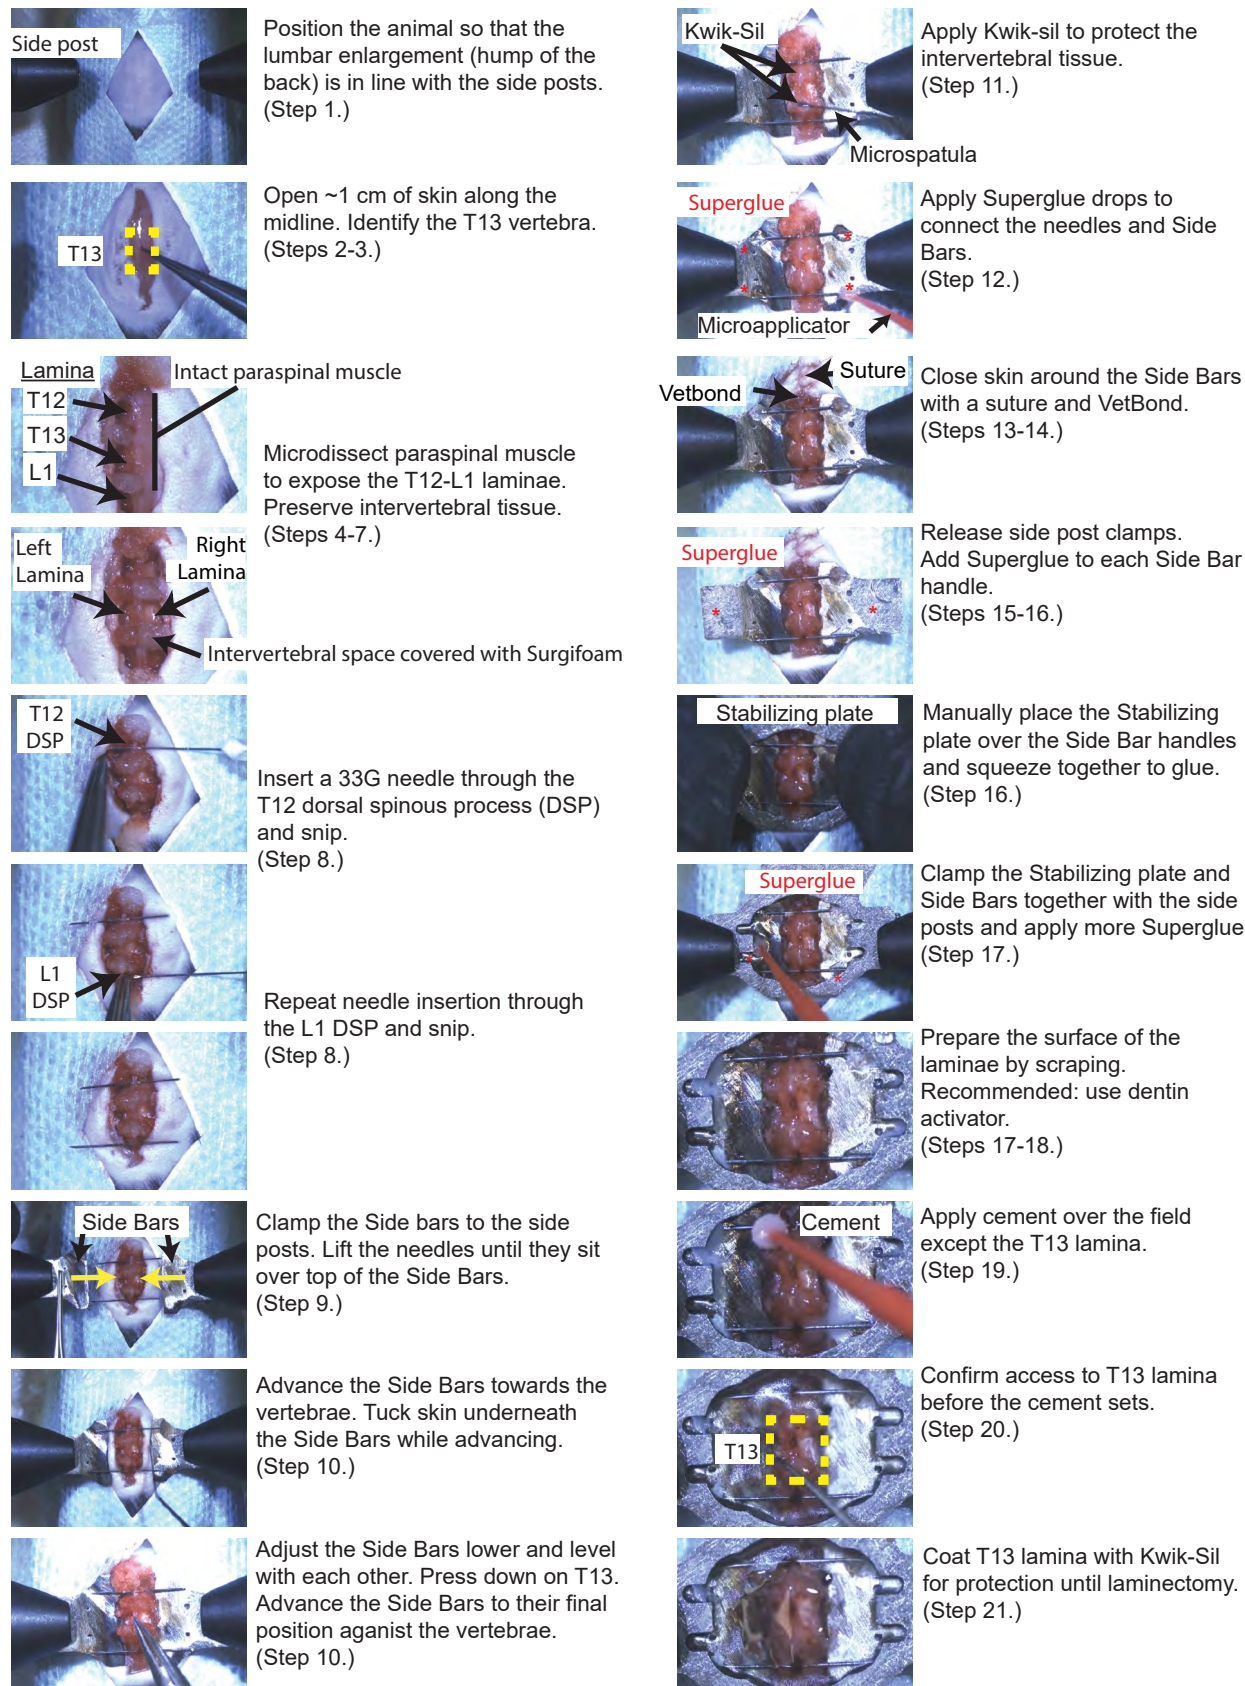 Side post
Position the animal so that the
lumbar enlargement (hump of the
back) is in line with the side posts.
(Step 1.)
T13
Open ~1 cm of skin along the
midline. Identify the T13 vertebra.
(Steps 2-3.)
Lamina
T12
T13
L1
Intact paraspinal muscle
Microdissect paraspinal muscle
to expose the T12-L1 laminae.
Preserve intervertebral tissue.
(Steps 4-7.)
Left
Lamina
Right
Lamina
Intervertebral space covered with Surgifoam
T12
DSP
Insert a 33G needle through the
T12 dorsal spinous process (DSP)
and snip.
(Step 8.)
L1
DSP
Repeat needle insertion through
the L1 DSP and snip.
(Step 8.)
Side Bars
Clamp the Side bars to the side
posts. Lift the needles until they sit
over top of the Side Bars.
(Step 9.)
Advance the Side Bars towards the
vertebrae. Tuck skin underneath
the Side Bars while advancing.
(Step 10.)
Adjust the Side Bars lower and level
with each other. Press down on T13.
Advance the Side Bars to their final
position aganist the vertebrae.
(Step 10.)
Kwik-Sil
Microspatula
Apply Kwik-sil to protect the
intervertebral tissue.
(Step 11.)
Superglue
* *
* *
Microapplicator
Apply Superglue drops to
connect the needles and Side
Bars.
(Step 12.)
Suture
Vetbond
Close skin around the Side Bars
with a suture and VetBond.
(Steps 13-14.)
Superglue
* *
Release side post clamps.
Add Superglue to each Side Bar
handle.
(Steps 15-16.)
Stabilizing plate
Manually place the Stabilizing
plate over the Side Bar handles
and squeeze together to glue.
(Step 16.)
Superglue
* *
Clamp the Stabilizing plate and
Side Bars together with the side
posts and apply more Superglue
(Step 17.)
Prepare the surface of the
laminae by scraping.
Recommended: use dentin
activator.
(Steps 17-18.)
Cement
Apply cement over the field
except the T13 lamina.
(Step 19.)
T13
Confirm access to T13 lamina
before the cement sets.
(Step 20.)
Coat T13 lamina with Kwik-Sil
for protection until laminectomy.
(Step 21.)